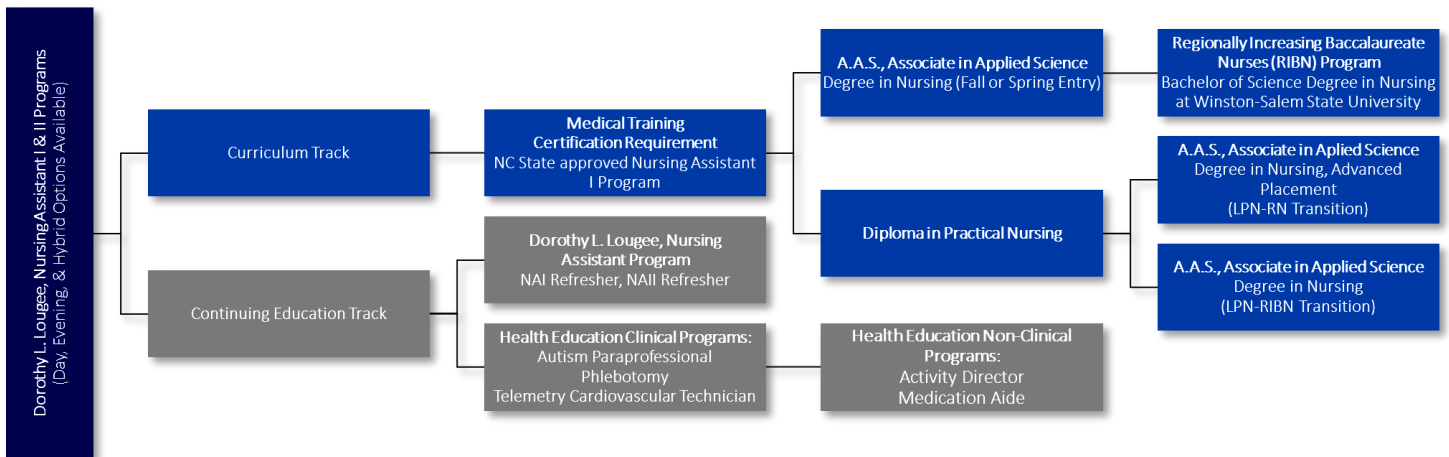 Dorothy L. Lougee, Nursing Assistant I & II Programs
(Day, Evening, & Hybrid Options Available)
Curriculum Track
Continuing Education Track
Medical Training
Certification Requirement
NC State approved Nursing Assistant
I Program
Dorothy L. Lougee, Nursing
Assistant Program
NAI Refresher, NAII Refresher
Health Education Clinical Programs:
Autism Paraprofessional
Phlebotomy
Telemetry Cardiovascular Technician
A.A.S., Associate in Applied Science
Degree in Nursing (Fall or Spring Entry)
Diploma in Practical Nursing
Health Education Non-Clinical
Programs:
Activity Director
Medication Aide
Regionally Increasing Baccalaureate
Nurses (RIBN) Program
Bachelor of Science Degree in Nursing
at Winston-Salem State University
A.A.S., Associate in Aplied Science
Degree in Nursing, Advanced
Placement
(LPN-RN Transition)
A.A.S., Associate in Applied Science
Degree in Nursing
(LPN-RIBN Transition)